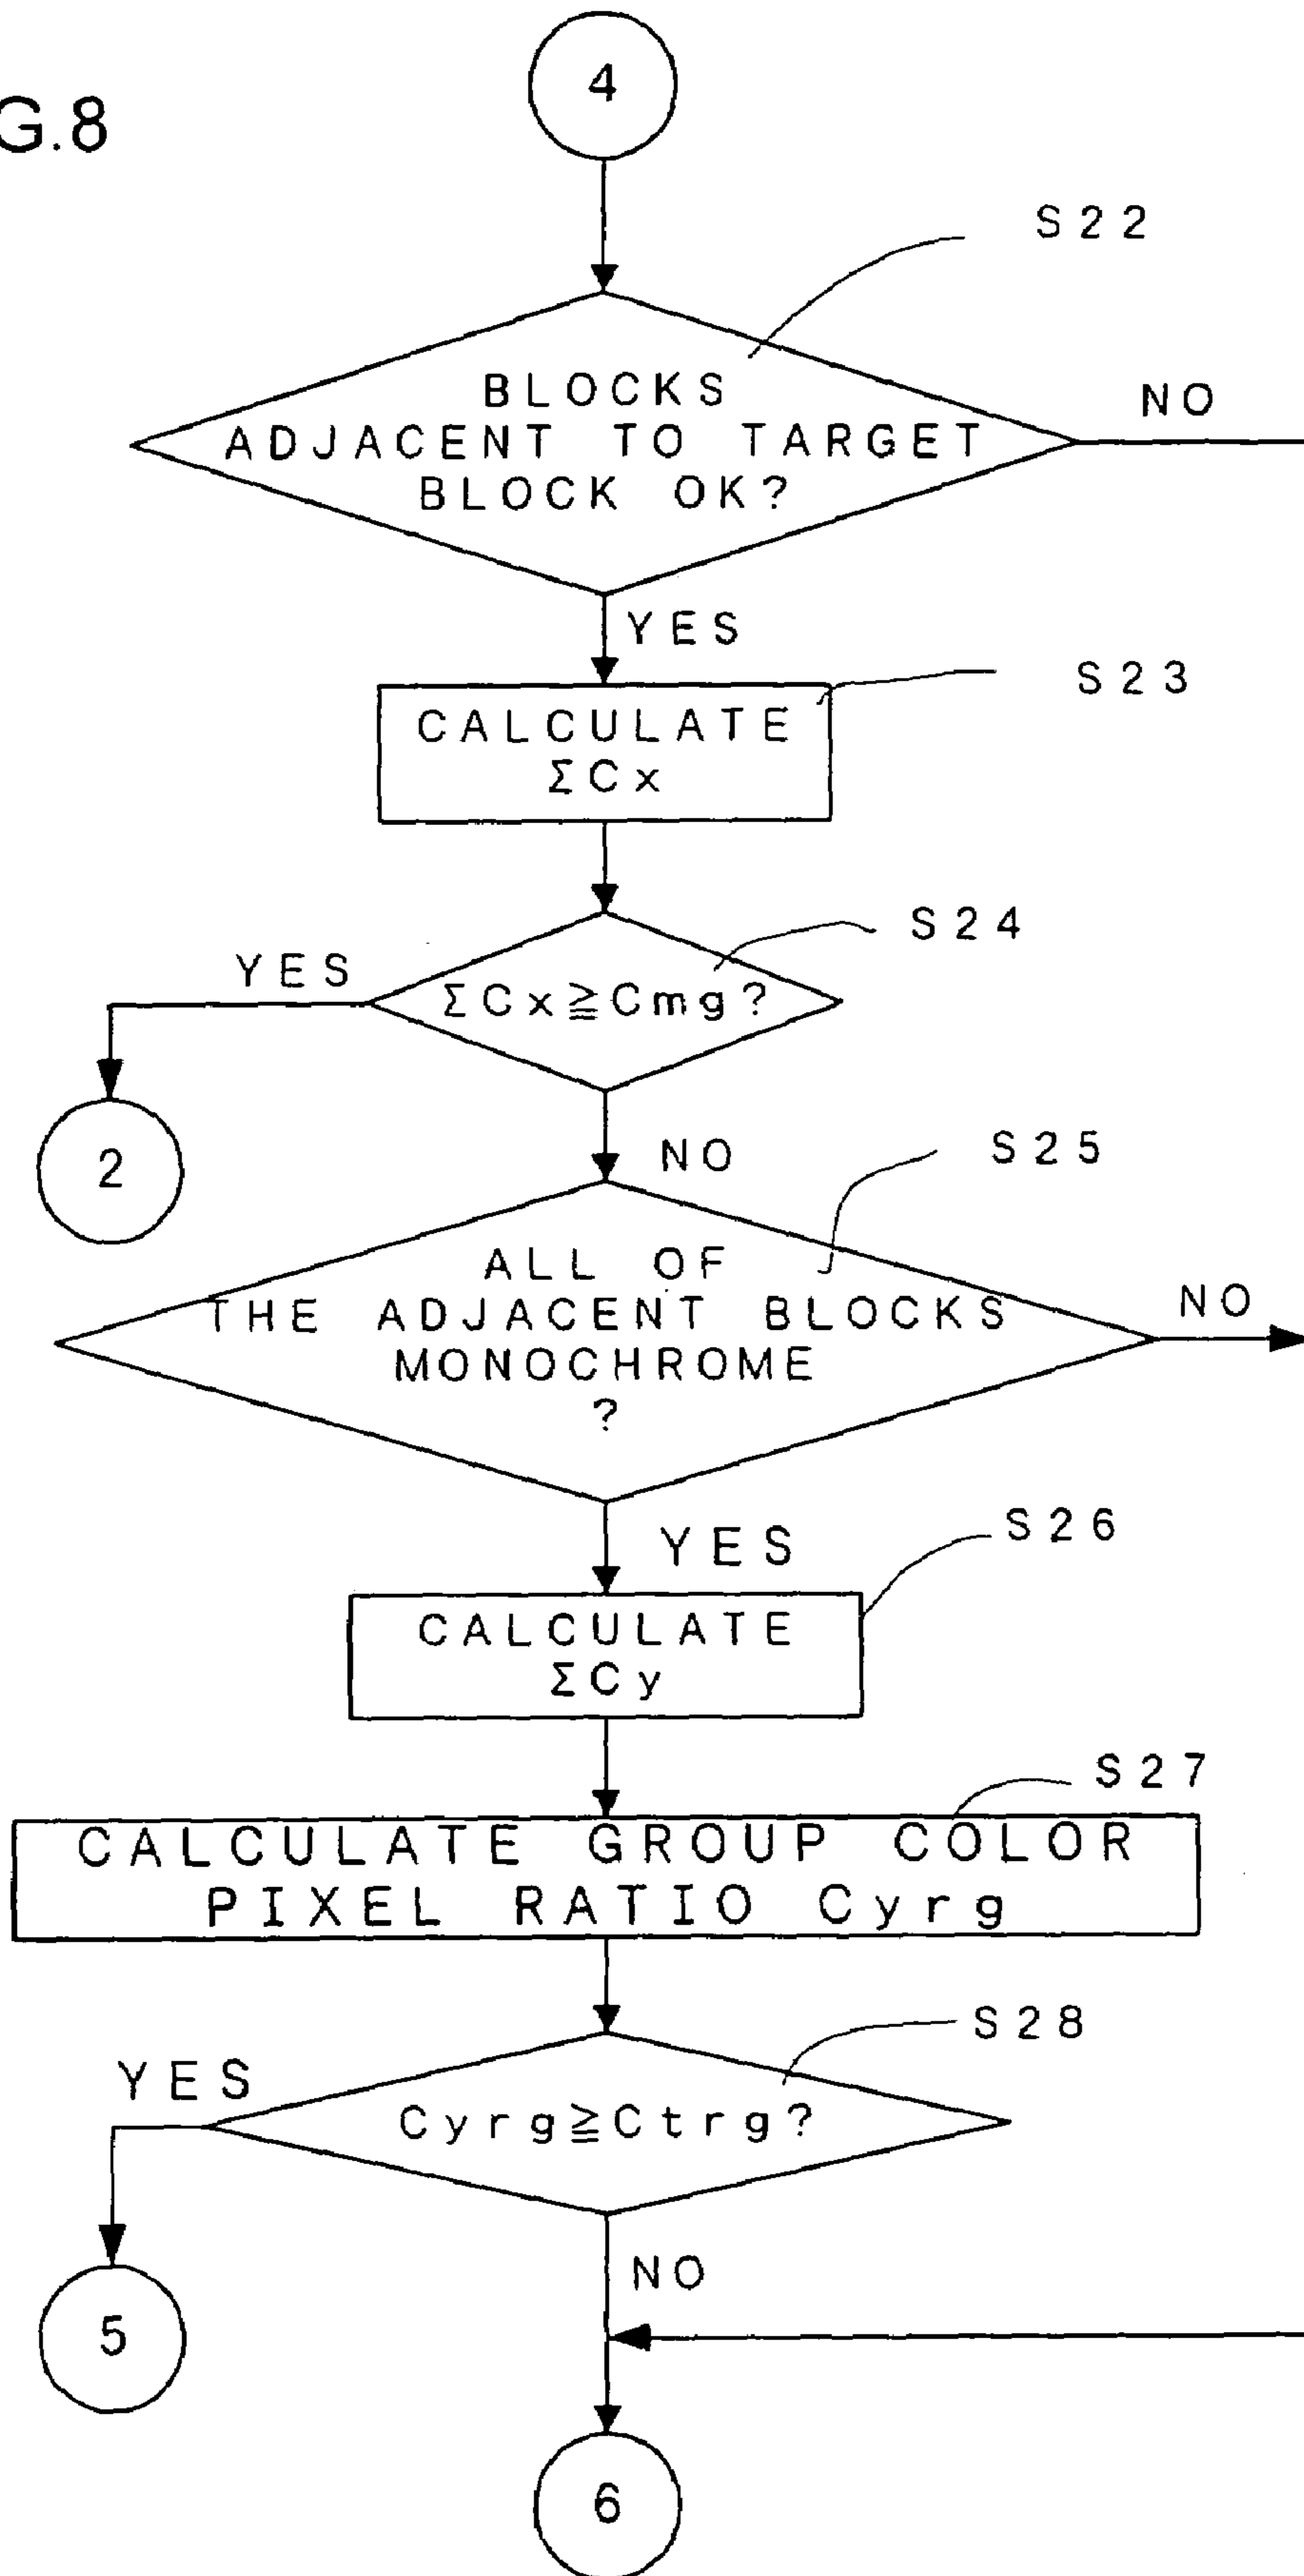 G.8
4
S22
BLOCKS
ADJACENT TO TARGET
BLOCK OK?
NO
YES
S23
CALCULATE
ΣCx
S24
YES
ΣCx≧Cmg?
2
NO
S25
ALL OF
THE ADJACENT BLOCKS
MONOCHROME
?
NO
YES
S26
CALCULATE
ΣCy
S27
CALCULATE GROUP COLOR
PIXEL RATIO Cyrg
S28
YES
Cyrg≧Ctrg?
5
NO
6